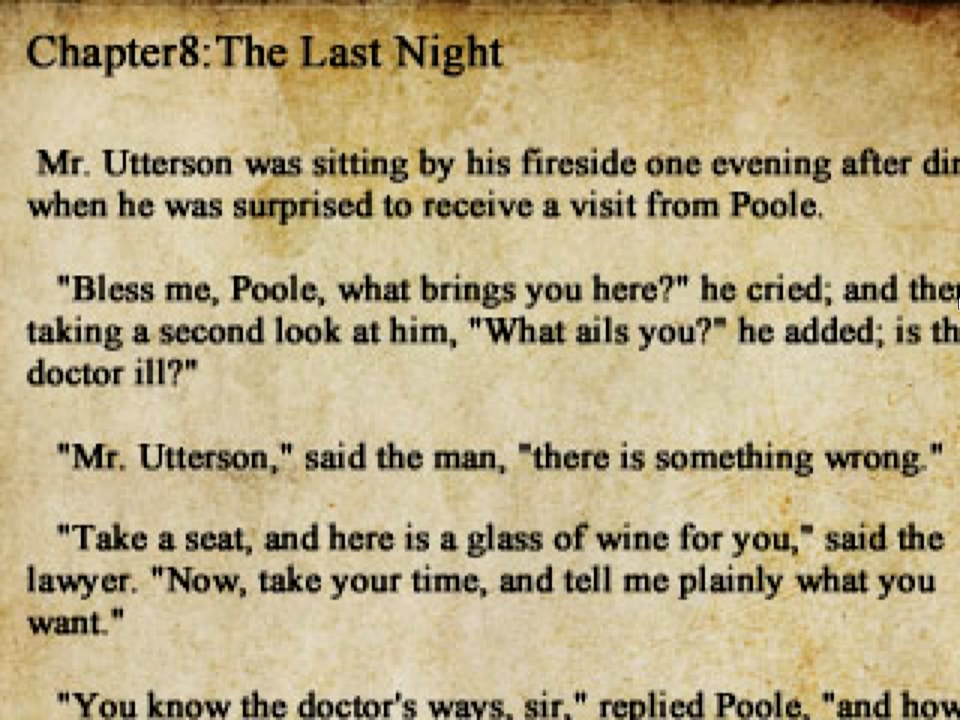 Chapter8:The Last Night
Mr. Utterson was sitting by his fireside one evening after
when he was surprised to receive a visit from Poole.
"Bless me, Poole, what brings you here?" he cried; and
taking a second look at him, "What ails you?" he added; is
doctor ill?"
"Mr. Utterson," said the man, "there is something wrong."
"Take a seat, and here is a glass of wine for you," said the
lawyer. "Now, take your time, and tell me plainly what you
want."
"You know the doctor's ways, sir," replied Poole, "and how